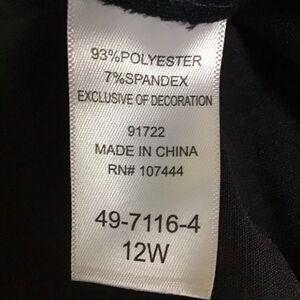 93%POLYESTER
7%SPANDEX
EXCLUSIVE OF DECORATION
91722
MADE IN CHINA
RN# 107444
49-7116-4
12W